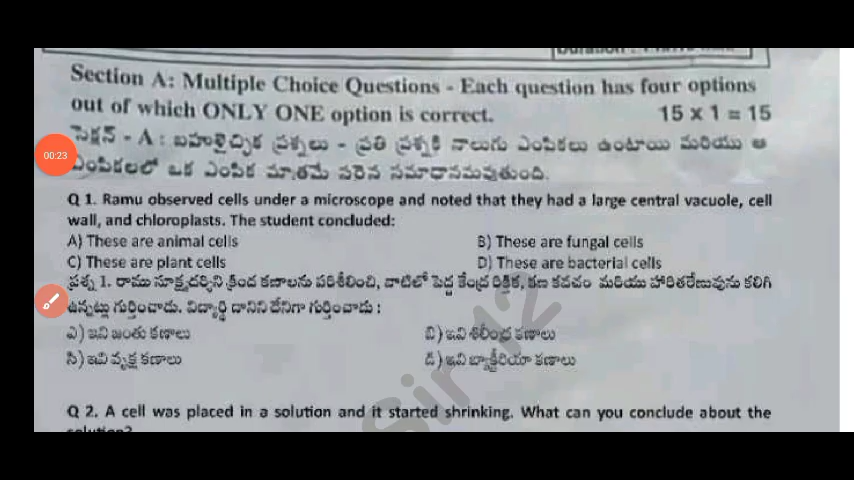 Section A: Multiple Choice Questions - Each question has four options
out of which ONLY ONE option is correct. 15 x 1 = 15
సెక్షన్ - A : బహుళైచ్ఛిక ప్రశ్నలు - ప్రతి ప్రశ్నకి నాలుగు ఎంపికలు ఉంటాయి మరియు ఆ
00:23
ఎంపికలలో ఒక ఎంపిక మాత్రమే సరైన సమాధానమవుతుంది.
Q 1. Ramu observed cells under a microscope and noted that they had a large central vacuole, cell
wall, and chloroplasts. The student concluded:
A) These are animal cells B) These are fungal cells
C) These are plant cells D) These are bacterial cells
ప్రశ్న 1. రాము సూక్ష్మదర్శిని క్రింద కణాలను పరిశీలించి, వాటిలో పెద్ద కేంద్ర రిక్తిక, కణ కవచం మరియు హారితరేణువును కలిగి
ఉన్నట్లు గుర్తించాడు. విద్యార్థి దానిని దేనిగా గుర్తించాడు :
ఎ) ఇవి జంతు కణాలు బి) ఇవి శిలీంధ్ర కణాలు
సి) ఇవి వృక్ష కణాలు డి) ఇవి బ్యాక్టీరియా కణాలు
Sir 12
Q 2. A cell was placed in a solution and it started shrinking. What can you conclude about the
solution?